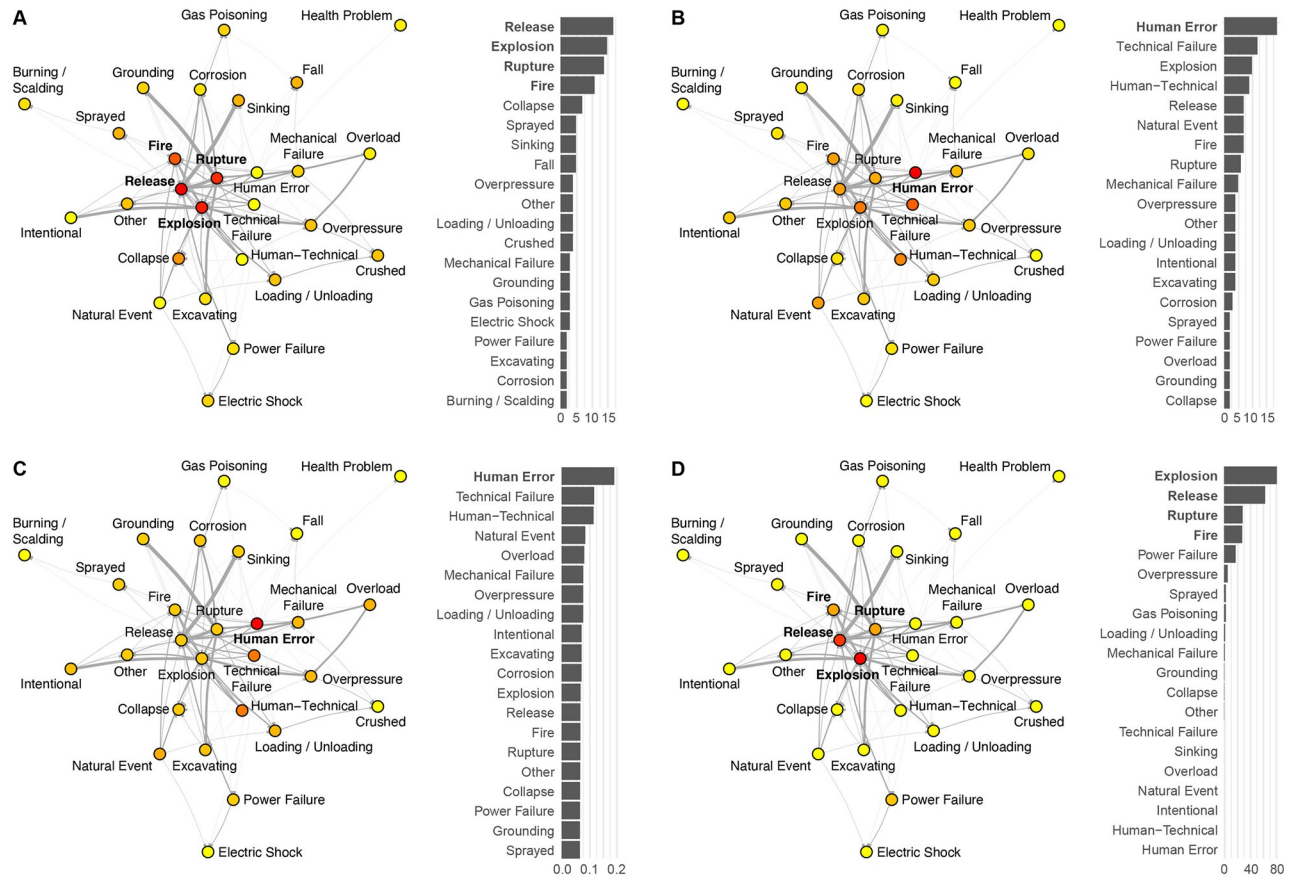 A
Gas Poisoning
Health Problem
Burning /
Scalding
Grounding
Corrosion
Fall
Sinking
Sprayed
Fire
Rupture
Mechanical
Failure
Overload
Release
Human Error
Intentional
Other
Explosion
Technical
Failure
Overpressure
Collapse
Human−Technical
Crushed
Loading / Unloading
Natural Event
Excavating
Power Failure
Electric Shock
Release
Explosion
Rupture
Fire
Collapse
Sprayed
Sinking
Fall
Overpressure
Other
Loading / Unloading
Crushed
Mechanical Failure
Grounding
Gas Poisoning
Electric Shock
Power Failure
Excavating
Corrosion
Burning / Scalding
0 5 10 15
B
Gas Poisoning
Health Problem
Burning /
Scalding
Grounding
Corrosion
Fall
Sinking
Sprayed
Fire
Rupture
Mechanical
Failure
Overload
Release
Human Error
Intentional
Other
Explosion
Technical
Failure
Overpressure
Collapse
Human−Technical
Crushed
Loading / Unloading
Natural Event
Excavating
Power Failure
Electric Shock
Human Error
Technical Failure
Explosion
Human−Technical
Release
Natural Event
Fire
Rupture
Mechanical Failure
Overpressure
Other
Loading / Unloading
Intentional
Excavating
Corrosion
Sprayed
Power Failure
Overload
Grounding
Collapse
0 5 10 15
C
Gas Poisoning
Health Problem
Burning /
Scalding
Grounding
Corrosion
Fall
Sinking
Sprayed
Fire
Rupture
Mechanical
Failure
Overload
Release
Human Error
Intentional
Other
Explosion
Technical
Failure
Overpressure
Collapse
Human−Technical
Crushed
Loading / Unloading
Natural Event
Excavating
Power Failure
Electric Shock
Human Error
Technical Failure
Human−Technical
Natural Event
Overload
Mechanical Failure
Overpressure
Loading / Unloading
Intentional
Excavating
Corrosion
Explosion
Release
Fire
Rupture
Other
Collapse
Power Failure
Grounding
Sprayed
0.0 0.1 0.2
D
Gas Poisoning
Health Problem
Burning /
Scalding
Grounding
Corrosion
Fall
Sinking
Sprayed
Fire
Rupture
Mechanical
Failure
Overload
Release
Human Error
Intentional
Other
Explosion
Technical
Failure
Overpressure
Collapse
Human−Technical
Crushed
Loading / Unloading
Natural Event
Excavating
Power Failure
Electric Shock
Explosion
Release
Rupture
Fire
Power Failure
Overpressure
Sprayed
Gas Poisoning
Loading / Unloading
Mechanical Failure
Grounding
Collapse
Other
Technical Failure
Sinking
Overload
Natural Event
Intentional
Human−Technical
Human Error
0 40 80